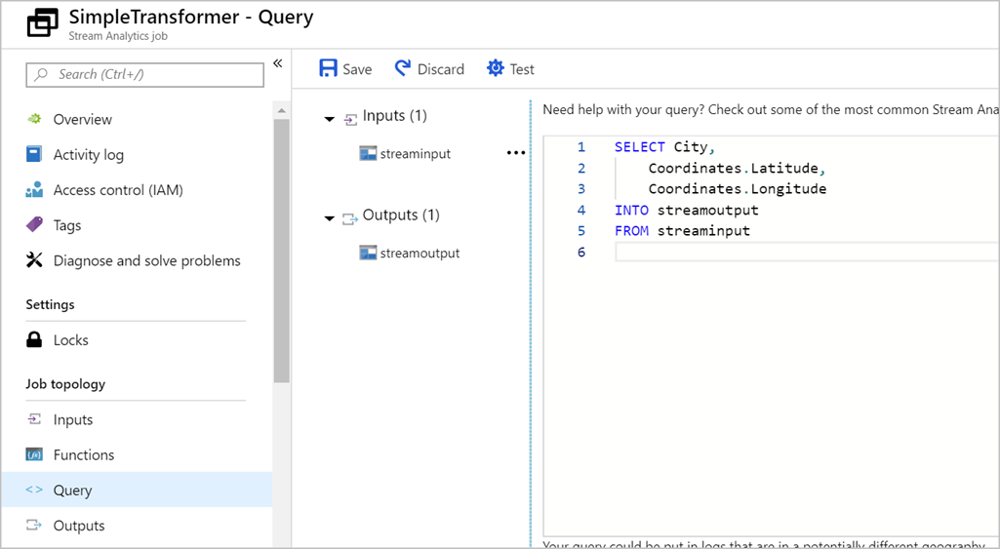 SimpleTransformer - Query
Stream Analytics job
Search (Ctrl+/)
«
Overview
Activity log
Access control (IAM)
Tags
Diagnose and solve problems
Settings
Locks
Job topology
Inputs
Functions
<> Query
Outputs
Save
Discard
Test
Inputs (1)
streaminput
...
Outputs (1)
streamoutput
Need help with your query? Check out some of the most common Stream Ana
1 SELECT City,
2 Coordinates.Latitude,
3 Coordinates.Longitude
4 INTO streamoutput
5 FROM streaminput
6
Your query could be put in logs that are in a potentially different geography.